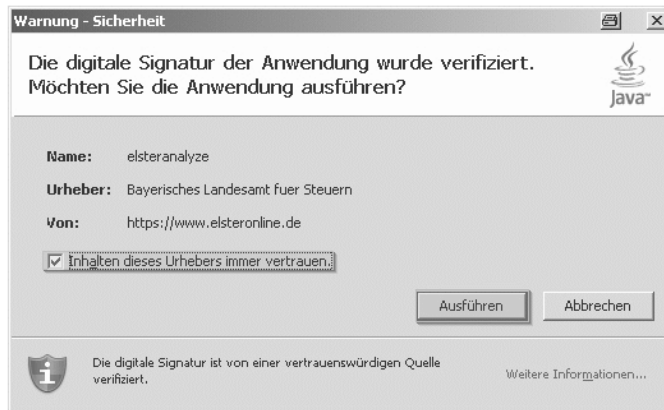 Warnung - Sicherheit
Die digitale Signatur der Anwendung wurde verifiziert.
Möchten Sie die Anwendung ausführen?
Java™
Name: elsteranalyze
Urheber: Bayerisches Landesamt fuer Steuern
Von: https://www.elsteronline.de
Inhalten dieses Urhebers immer vertrauen.
Ausführen Abbrechen
Die digitale Signatur ist von einer vertrauenswürdigen Quelle
verifiziert.
Weitere Informationen...